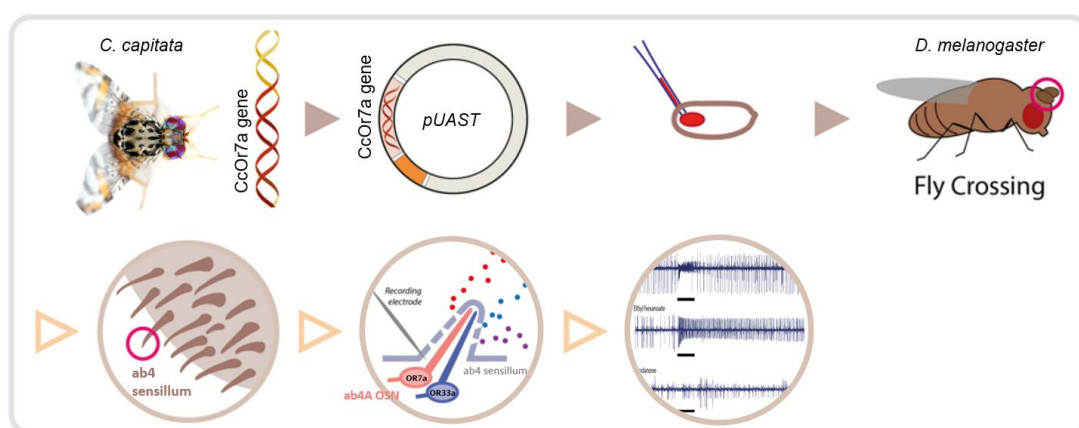 C. capitata
CcOr7a gene
CcOr7a gene
pUAST
D. melanogaster
Fly Crossing
ab4
sensillum
Recording
electrode
ab4 sensillum
OR7a
ab4A OSN
OR33a
Ethyl hexanoate